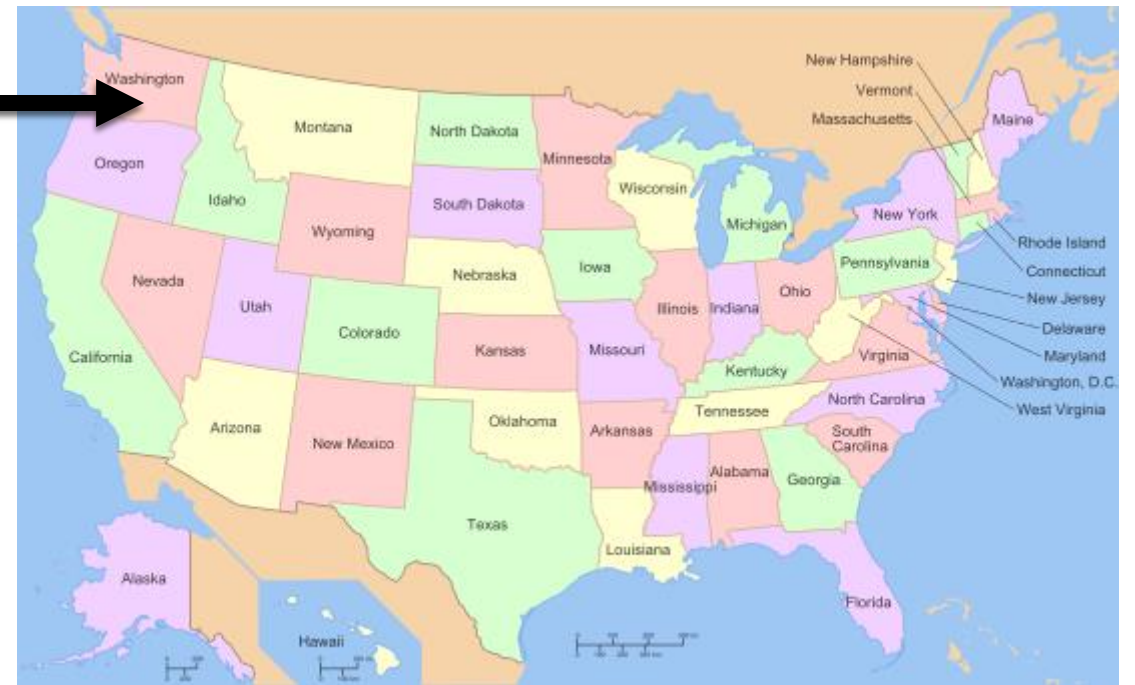 New Hampshire
Washington
Vermont
Massachusetts
Maine
Montana
North Dakota
Minnesota
Oregon
Wisconsin
Idaho
South Dakota
New York
Michigan
Wyoming
Rhode Island
Pennsylvania
Iowa
Connecticut
Nebraska
Nevada
Ohio
New Jersey
Utah
Illinois
Indiana
Delaware
Colorado
Kansas
Missouri
California
Virginia
Maryland
Kentucky
Washington, D.C.
North Carolina
West Virginia
Tennessee
Oklahoma
Arizona
Arkansas
South
Carolina
New Mexico
Alabama
Georgia
Mississippi
Texas
Louisiana
Alaska
Florida
Hawaii